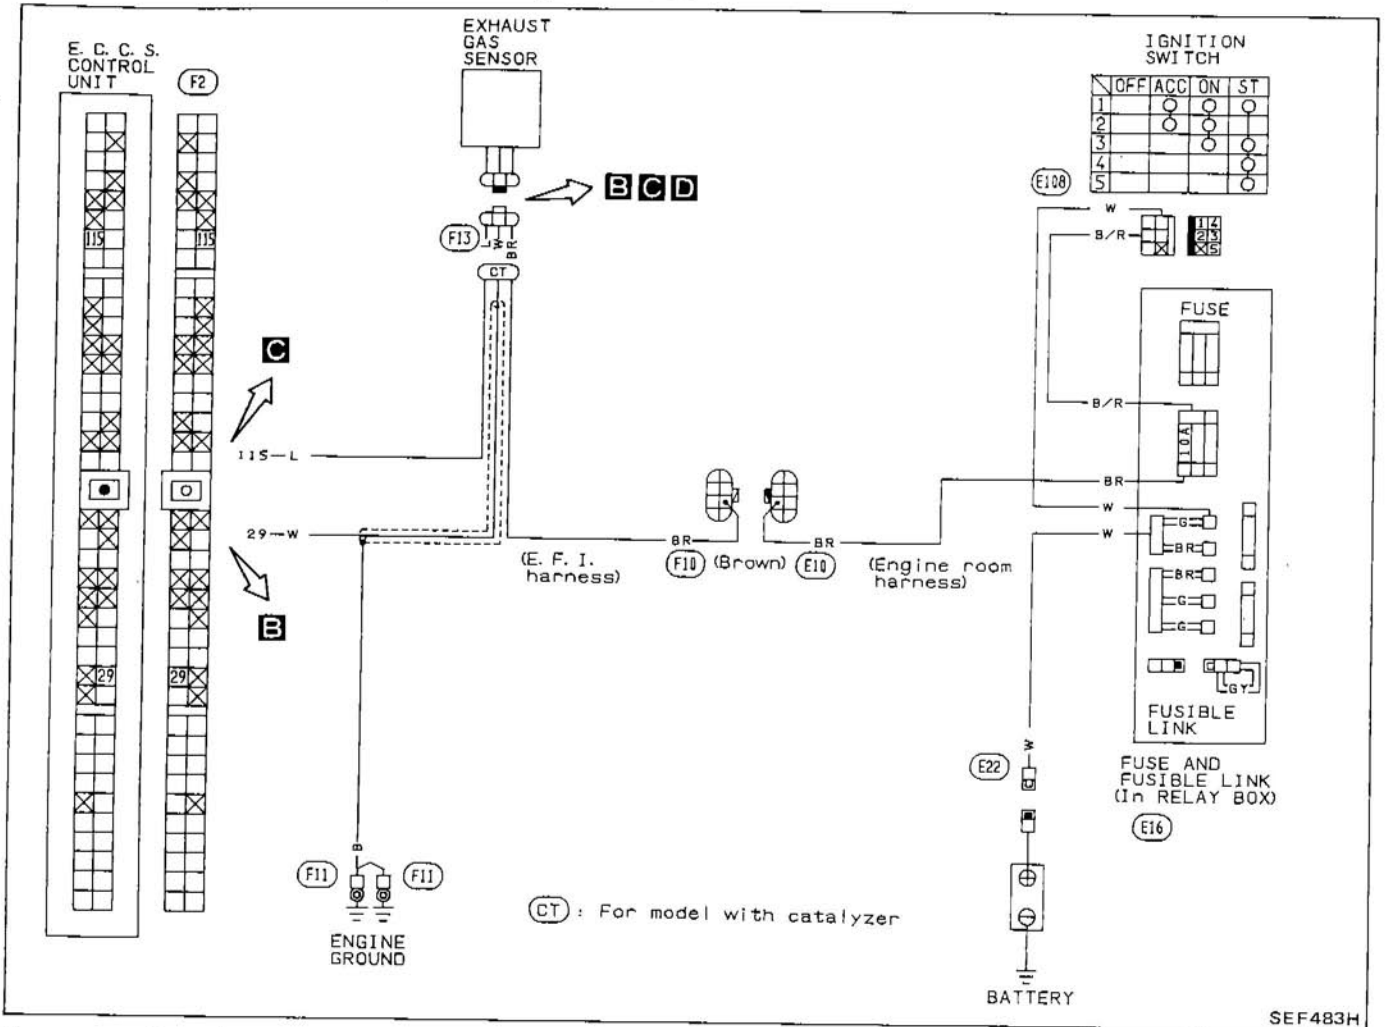 E. C. C. S.
CONTROL
UNIT
F2
EXHAUST
GAS
SENSOR
IGNITION
SWITCH
OFF ACC ON ST
1
2
3
4
5
B C D
E108
W
B/R
1 4
2 3
5
F13
L W BR
CT
115 115
FUSE
C
B/R
10A
115-L
BR
W
29-W
W
G
BR
BR
G
G
(E. F. I.
harness)
BR
F10 (Brown) E10
BR
(Engine room
harness)
B
29 29
GY
FUSIBLE
LINK
W
E22
FUSE AND
FUSIBLE LINK
(In RELAY BOX)
E16
B
F11 F11
CT : For model with catalyzer
ENGINE
GROUND
BATTERY
SEF483H